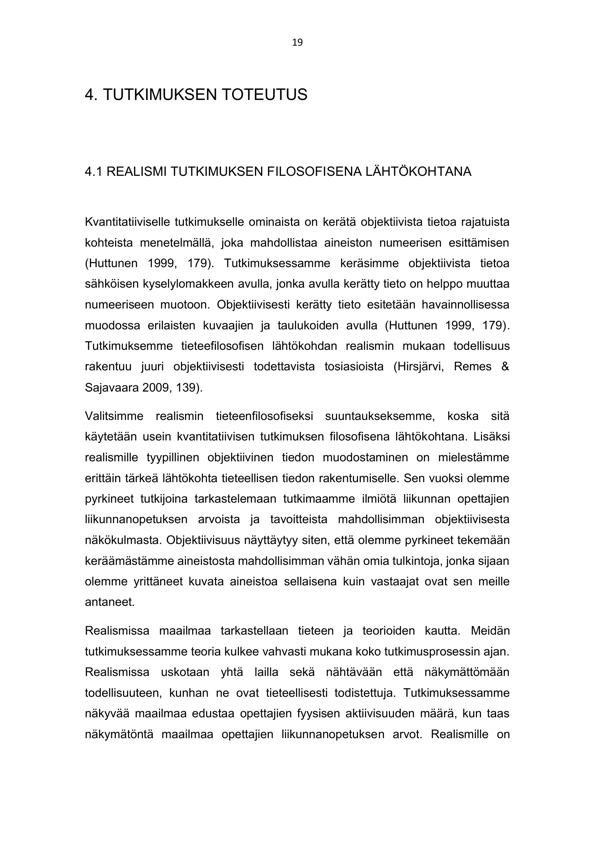 19
4. TUTKIMUKSEN TOTEUTUS
4.1 REALISMI TUTKIMUKSEN FILOSOFISENA LÄHTÖKOHTANA
Kvantitatiiviselle tutkimukselle ominaista on kerätä objektiivista tietoa rajatuista
kohteista menetelmällä, joka mahdollistaa aineiston numeerisen esittämisen
(Huttunen 1999, 179). Tutkimuksessamme keräsimme objektiivista tietoa
sähköisen kyselylomakkeen avulla, jonka avulla kerätty tieto on helppo muuttaa
numeeriseen muotoon. Objektiivisesti kerätty tieto esitetään havainnollisessa
muodossa erilaisten kuvaajien ja taulukoiden avulla (Huttunen 1999, 179).
Tutkimuksemme tieteefilosofisen lähtökohdan realismin mukaan todellisuus
rakentuu juuri objektiivisesti todettavista tosiasioista (Hirsjärvi, Remes &
Sajavaara 2009, 139).
Valitsimme realismin tieteenfilosofiseksi suuntaukseksemme, koska sitä
käytetään usein kvantitatiivisen tutkimuksen filosofisena lähtökohtana. Lisäksi
realismille tyypillinen objektiivinen tiedon muodostaminen on mielestämme
erittäin tärkeä lähtökohta tieteellisen tiedon rakentumiselle. Sen vuoksi olemme
pyrkineet tutkijoina tarkastelemaan tutkimaamme ilmiötä liikunnan opettajien
liikunnanopetuksen arvoista ja tavoitteista mahdollisimman objektiivisesta
näkökulmasta. Objektiivisuus näyttäytyy siten, että olemme pyrkineet tekemään
keräämästämme aineistosta mahdollisimman vähän omia tulkintoja, jonka sijaan
olemme yrittäneet kuvata aineistoa sellaisena kuin vastaajat ovat sen meille
antaneet.
Realismissa maailmaa tarkastellaan tieteen ja teorioiden kautta. Meidän
tutkimuksessamme teoria kulkee vahvasti mukana koko tutkimusprosessin ajan.
Realismissa uskotaan yhtä lailla sekä nähtävään että näkymättömään
todellisuuteen, kunhan ne ovat tieteellisesti todistettuja. Tutkimuksessamme
näkyvää maailmaa edustaa opettajien fyysisen aktiivisuuden määrä, kun taas
näkymätöntä maailmaa opettajien liikunnanopetuksen arvot. Realismille on